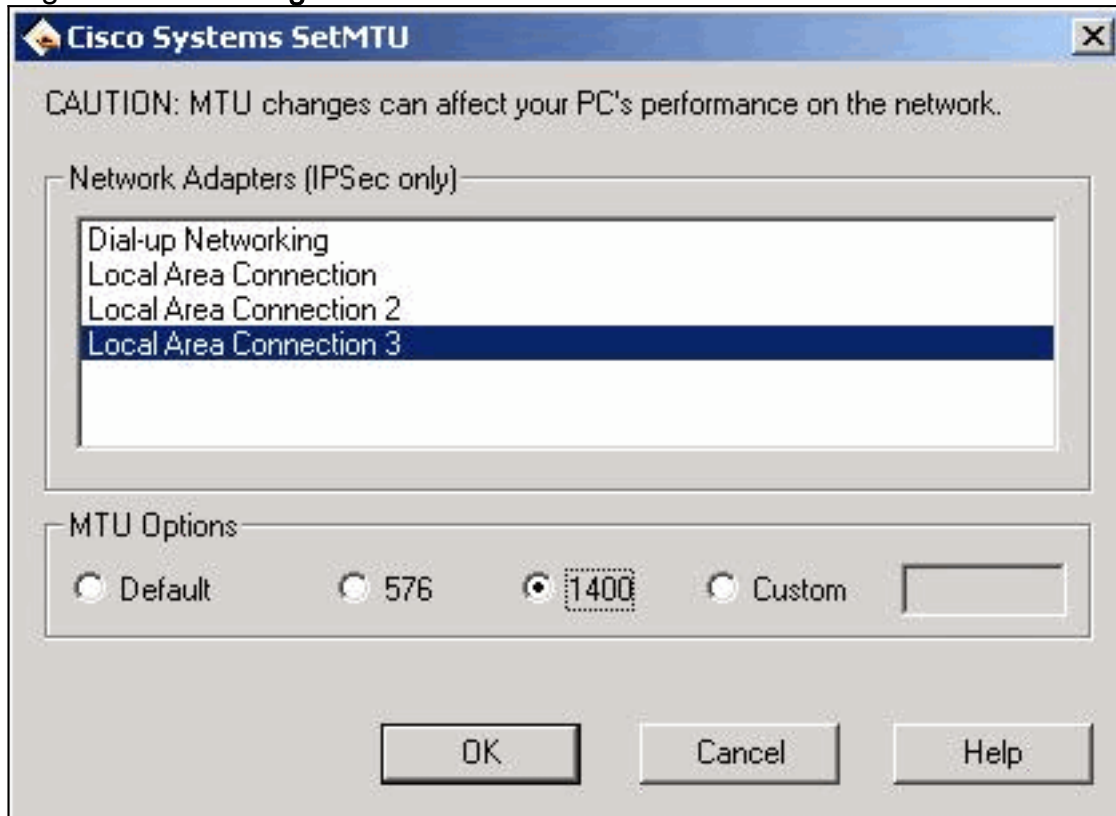 Cisco Systems SetMTU
CAUTION: MTU changes can affect your PC's performance on the network.
Network Adapters (IPSec only)
Dial-up Networking
Local Area Connection
Local Area Connection 2
Local Area Connection 3
MTU Options
Default 576 1400 Custom
OK Cancel Help